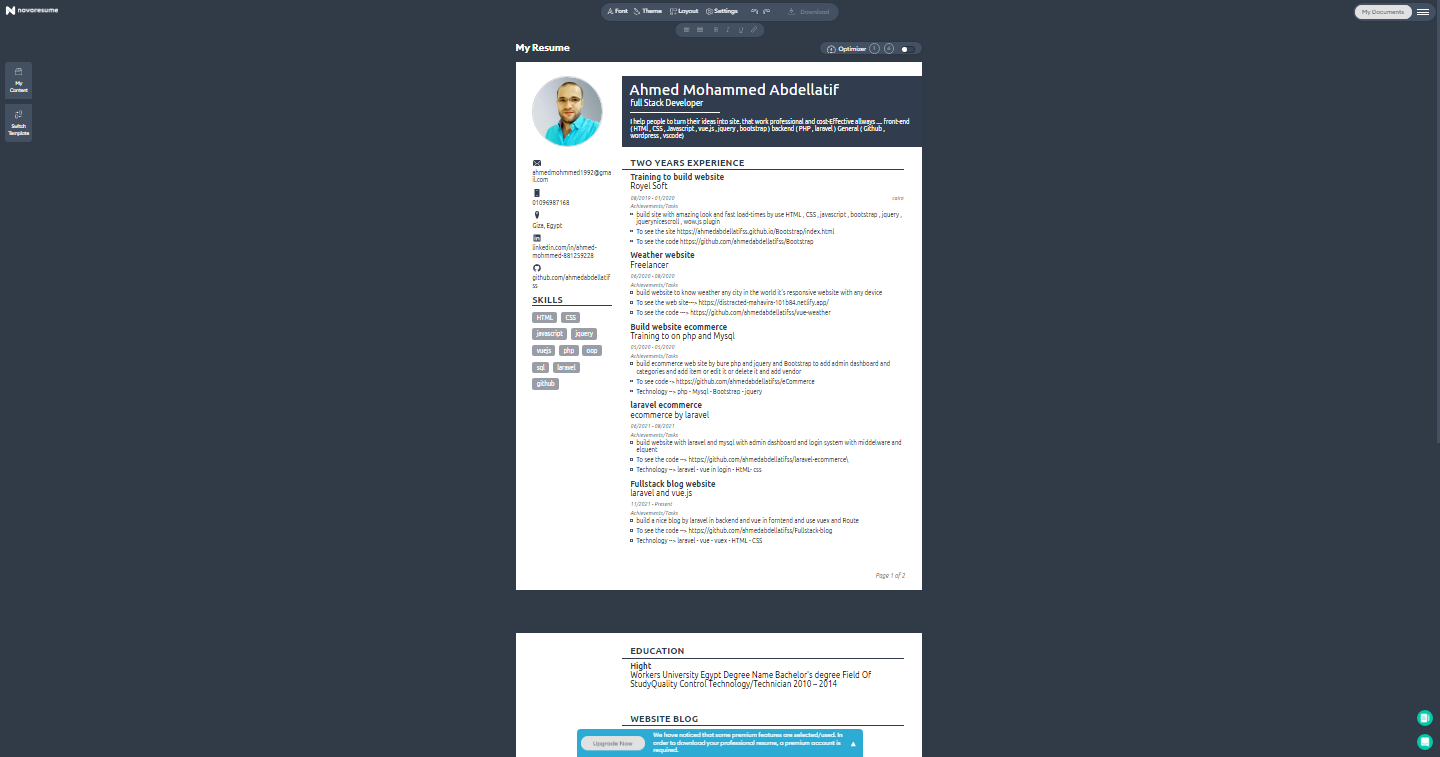 novoresume
Font Theme Layout Settings Download
My Documents
B I U
My Resume
Optimizer 1 4
My
Content
Switch
Template
Ahmed Mohammed Abdellatif
full Stack Developer
I help people to turn their ideas into site. that work professional and cost-Effective allways .... front-end
( HTML , CSS , Javascript , vue.js , jquery , bootstrap ) backend ( PHP , laravel ) General ( Github ,
wordpress , vscode)
ahmedmohmmed1992@gma
il.com
01096987168
Giza, Egypt
linkedin.com/in/ahmed-
mohmmed-881259228
github.com/ahmedabdellatif
ss
SKILLS
HTML CSS
javascript jquery
vuejs php oop
sql laravel
github
TWO YEARS EXPERIENCE
Training to build website
Royel Soft
08/2019 - 01/2020 cairo
Achievements/Tasks
build site with amazing look and fast load-times by use HTML , CSS , javascript , bootstrap , jquery ,
jquerynicescroll , wow.js plugin
To see the site https://ahmedabdellatifss.github.io/Bootstrap/index.html
To see the code https://github.com/ahmedabdellatifss/Bootstrap
Weather website
Freelancer
06/2020 - 08/2020
Achievements/Tasks
build website to know weather any city in the world it's responsive website with any device
To see the web site---> https://distracted-mahavira-101b84.netlify.app/
To see the code ---> https://github.com/ahmedabdellatifss/vue-weather
Build website ecommerce
Training to on php and Mysql
01/2020 - 05/2020
Achievements/Tasks
build ecommerce web site by bure php and jquery and Bootstrap to add admin dashboard and
categories and add item or edit it or delete it and add vendor
To see code -> https://github.com/ahmedabdellatifss/eCommerce
Technology --> php - Mysql - Bootstrap - jquery
laravel ecommerce
ecommerce by laravel
06/2021 - 08/2021
Achievements/Tasks
build website with laravel and mysql with admin dashboard and login system with middelware and
elquent
To see the code --> https://github.com/ahmedabdellatifss/laravel-ecommerce\
Technology --> laravel - vue in login - HtML- css
Fullstack blog website
laravel and vue.js
11/2021 - Present
Achievements/Tasks
build a nice blog by laravel in backend and vue in forntend and use vuex and Route
To see the code --> https://github.com/ahmedabdellatifss/Fullstack-blog
Technology --> laravel - vue - vuex - HTML - CSS
Page 1 of 2
EDUCATION
Hight
Workers University Egypt Degree Name Bachelor's degree Field Of
StudyQuality Control Technology/Technician 2010 – 2014
WEBSITE BLOG
Upgrade Now
We have noticed that some premium features are selected/used. In
order to download your professional resume, a premium account is
required.